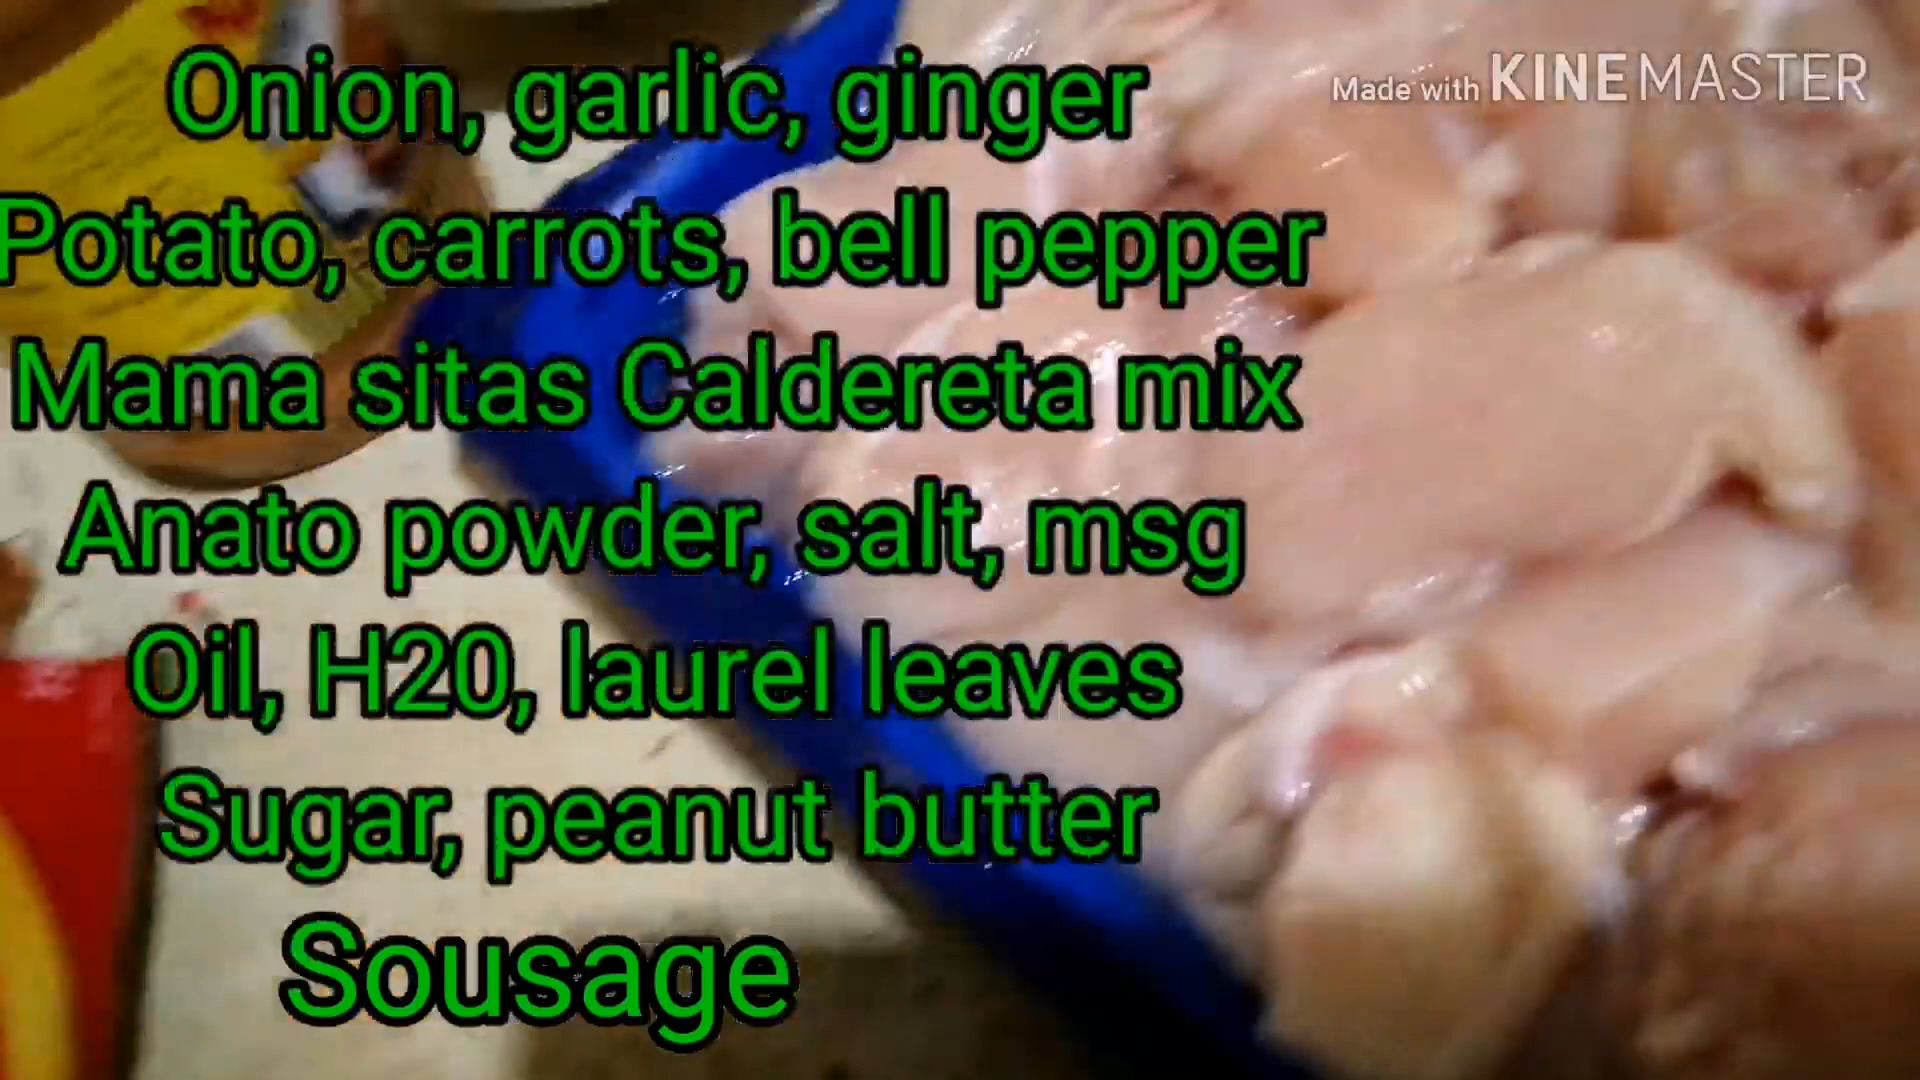 Onion, garlic, ginger
Made with KINEMASTER
Potato, carrots, bell pepper
Mama sitas Caldereta mix
Anato powder, salt, msg
Oil, H20, laurel leaves
Sugar, peanut butter
Sousage